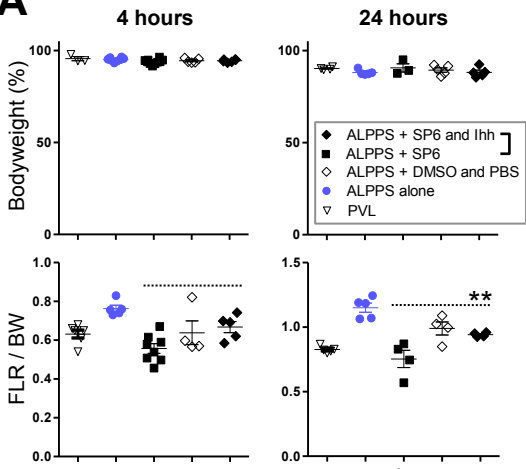 A
4 hours
24 hours
Bodyweight (%)
100
50
0
100
50
0
ALPPS + SP6 and Ihh
ALPPS + SP6
ALPPS + DMSO and PBS
ALPPS alone
PVL
FLR / BW
1.0
0.8
0.6
0.4
0.2
0.0
1.5
1.0
0.5
0.0
**